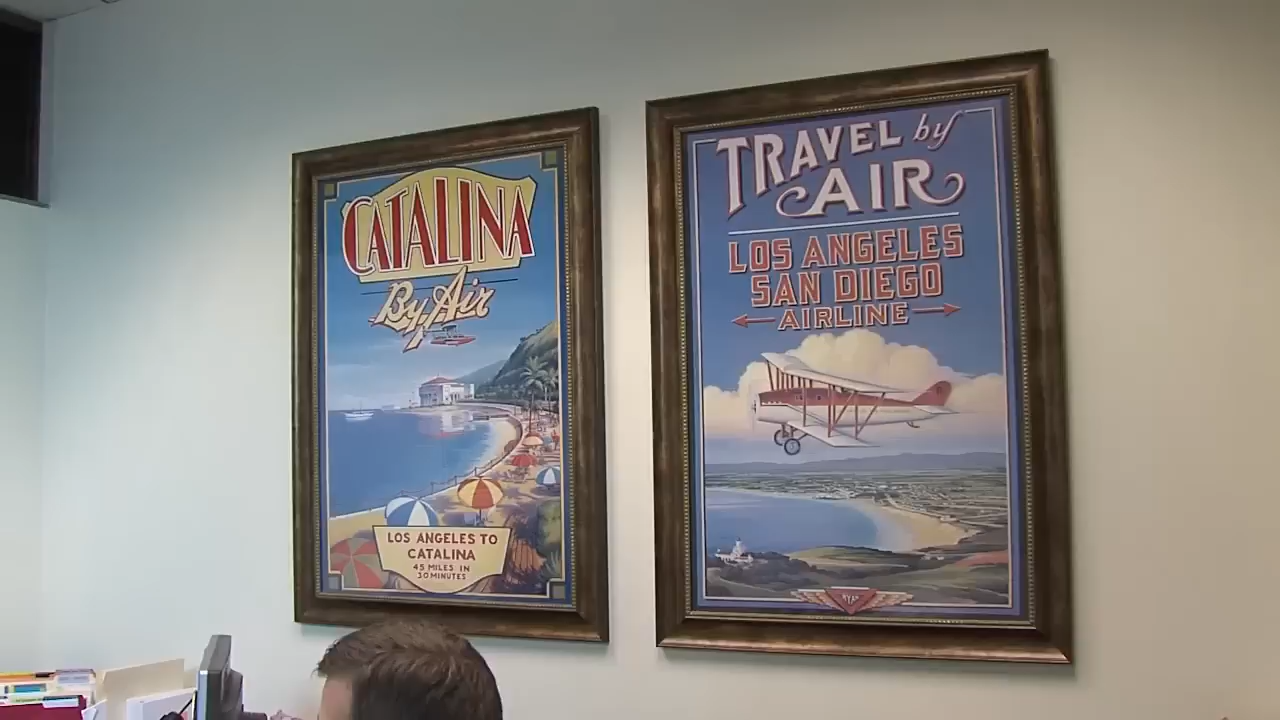 CATALINA
By Air
LOS ANGELES TO
CATALINA
45 MILES IN
30 MINUTES
TRAVEL by
AIR
LOS ANGELES
SAN DIEGO
AIRLINE
RYAN